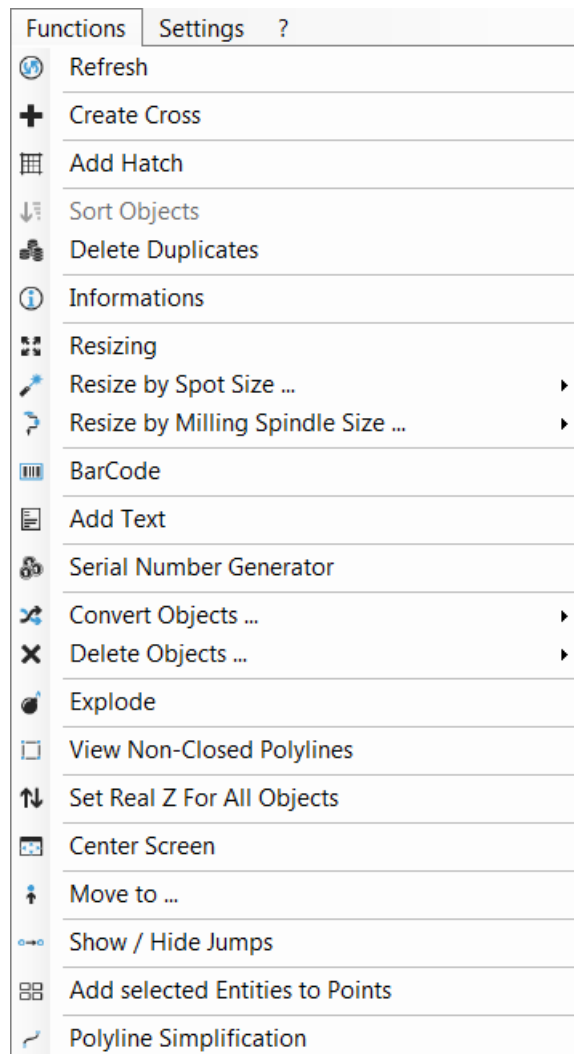 Functions Settings ?
Refresh
Create Cross
Add Hatch
Sort Objects
Delete Duplicates
Informations
Resizing
Resize by Spot Size ...
Resize by Milling Spindle Size ...
BarCode
Add Text
Serial Number Generator
Convert Objects ...
Delete Objects ...
Explode
View Non-Closed Polylines
Set Real Z For All Objects
Center Screen
Move to ...
Show / Hide Jumps
Add selected Entities to Points
Polyline Simplification